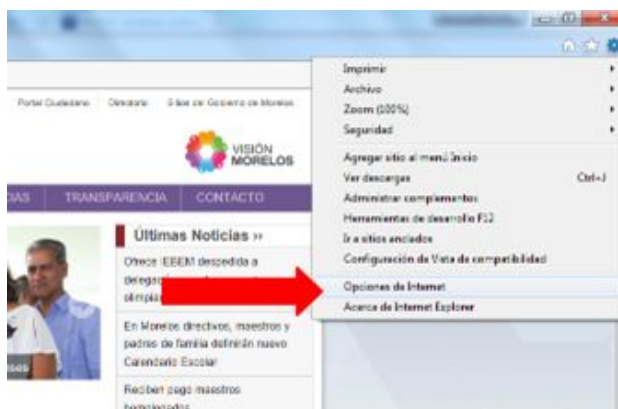 Portal Ciudadano Directorio Sitios del Gobierno de Morelos
VISIÓN
MORELOS
TRANSPARENCIA CONTACTO
Últimas Noticias »
Ofrece IEBEM despedida a
En Morelos directivos, maestros y
padres de familia definirán nuevo
Calendario Escolar
Reciben pago maestros
homologados
Imprimir
Archivo
Zoom (100%)
Seguridad
Agregar sitio al menú Inicio
Ver descargas Ctrl+J
Administrar complementos
Herramientas de desarrollo F12
Ir a sitios anclados
Configuración de Vista de compatibilidad
Opciones de Internet
Acerca de Internet Explorer